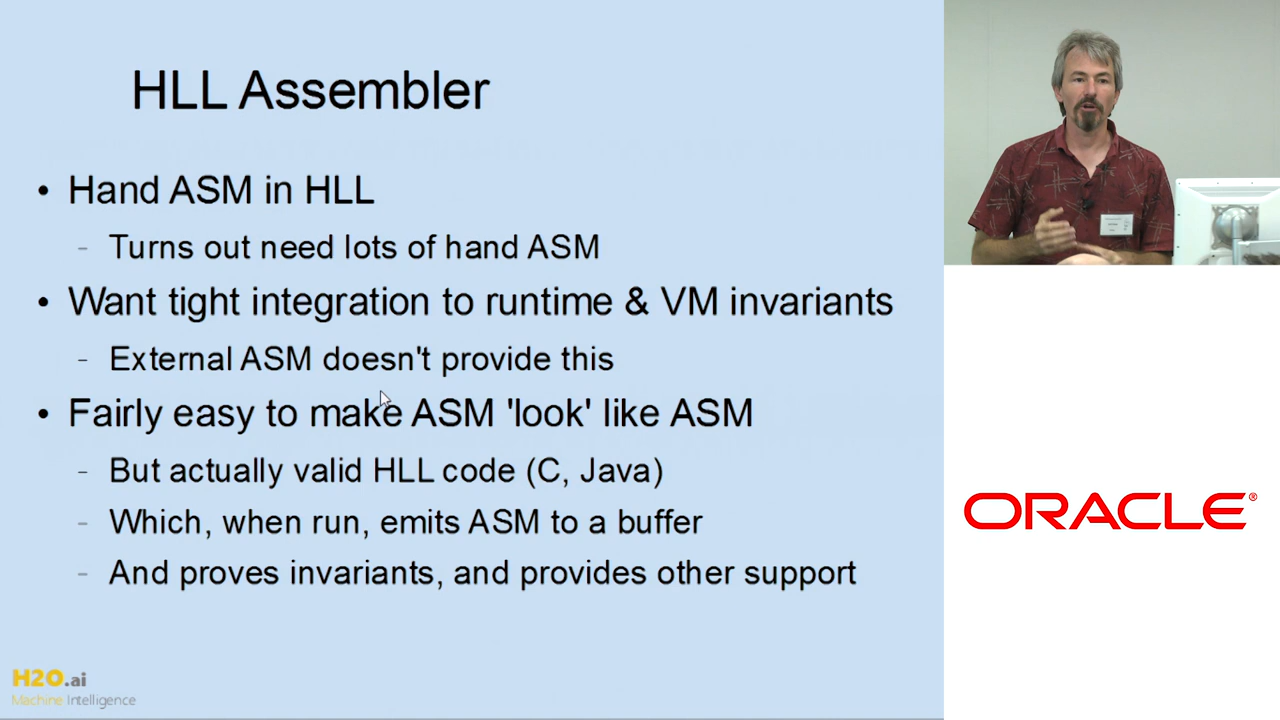 HLL Assembler
• Hand ASM in HLL
- Turns out need lots of hand ASM
• Want tight integration to runtime & VM invariants
- External ASM doesn't provide this
• Fairly easy to make ASM 'look' like ASM
- But actually valid HLL code (C, Java)
- Which, when run, emits ASM to a buffer
- And proves invariants, and provides other support
H2O.ai
Machine Intelligence
ORACLE®